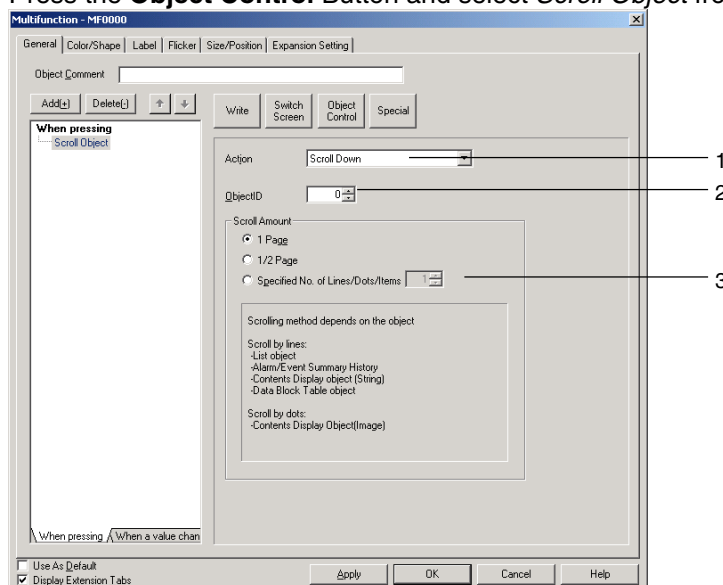 Press the Object Control Button and select Scroll Object
Multifunction - MF0000
General Color/Shape Label Flicker Size/Position Expansion Setting
Object Comment
Add(+) Delete(-)
Write Switch Screen Object Control Special
When pressing
Scroll Object
Action Scroll Down 1
ObjectID 0 2
Scroll Amount
1 Page
1/2 Page
Specified No. of Lines/Dots/Items 1 3
Scrolling method depends on the object
Scroll by lines:
-List object
-Alarm/Event Summary History
-Contents Display object (String)
-Data Block Table object
Scroll by dots:
-Contents Display Object(Image)
When pressing When a value chan
Use As Default
Display Extension Tabs
Apply OK Cancel Help